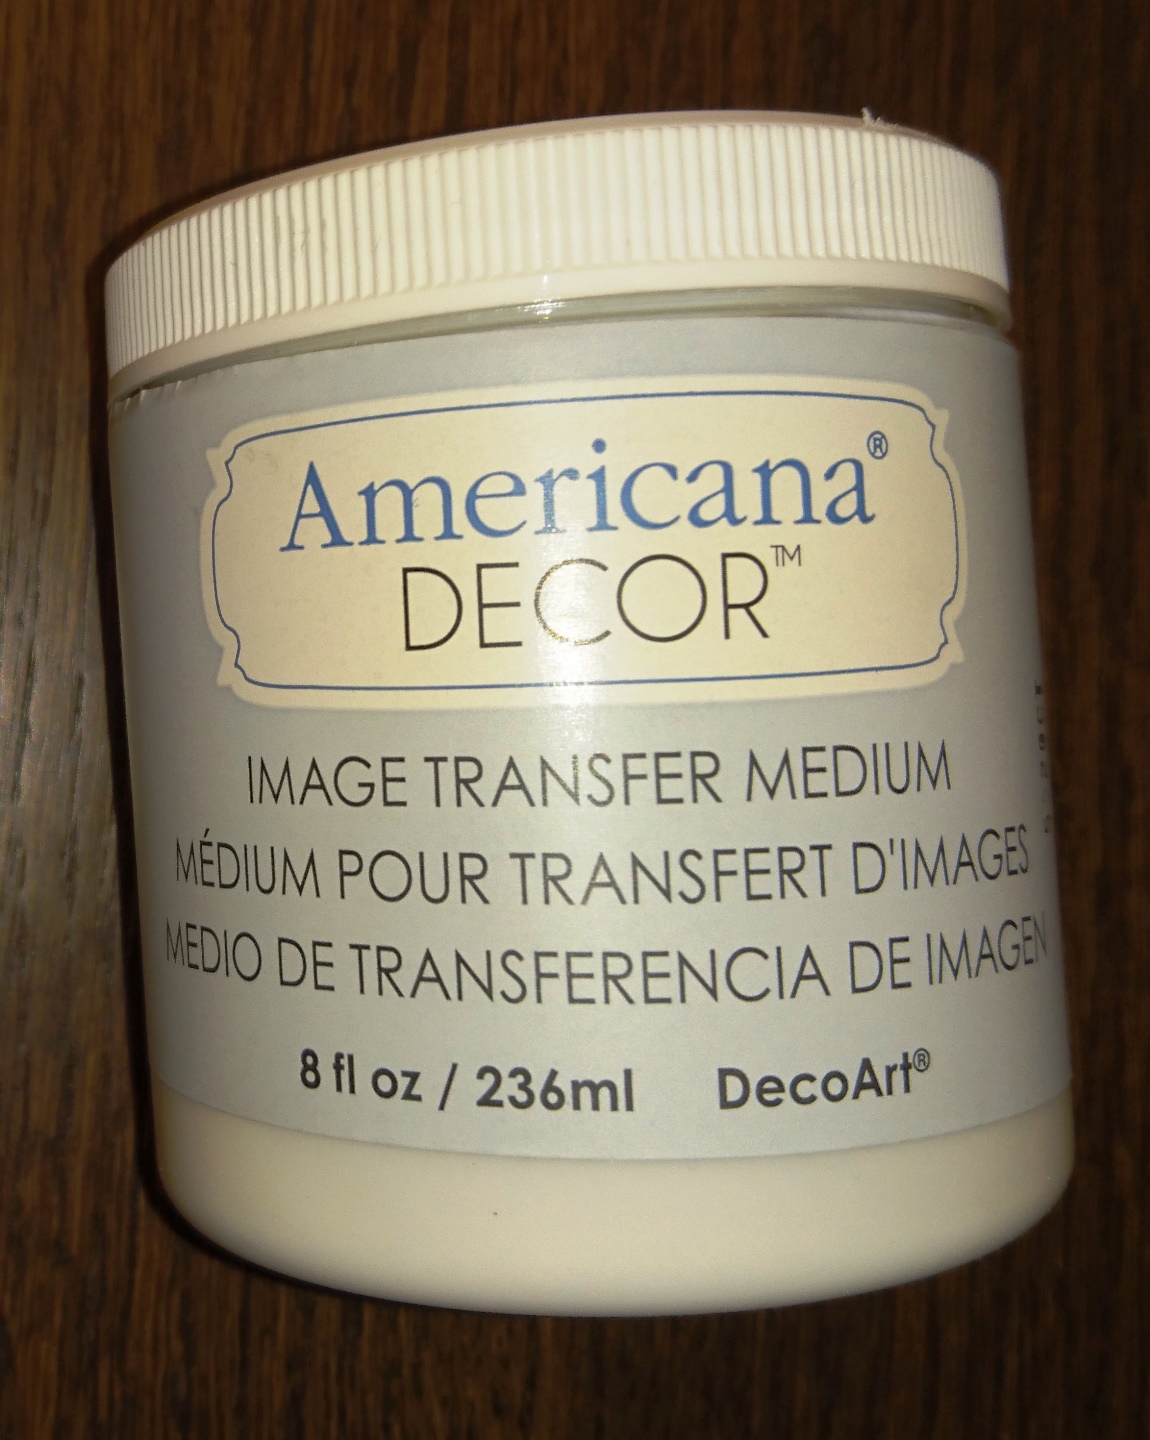 Americana®
DECOR™
IMAGE TRANSFER MEDIUM
MÉDIUM POUR TRANSFERT D'IMAGES
MEDIO DE TRANSFERENCIA DE IMAGEN
8 fl oz / 236ml DecoArt®